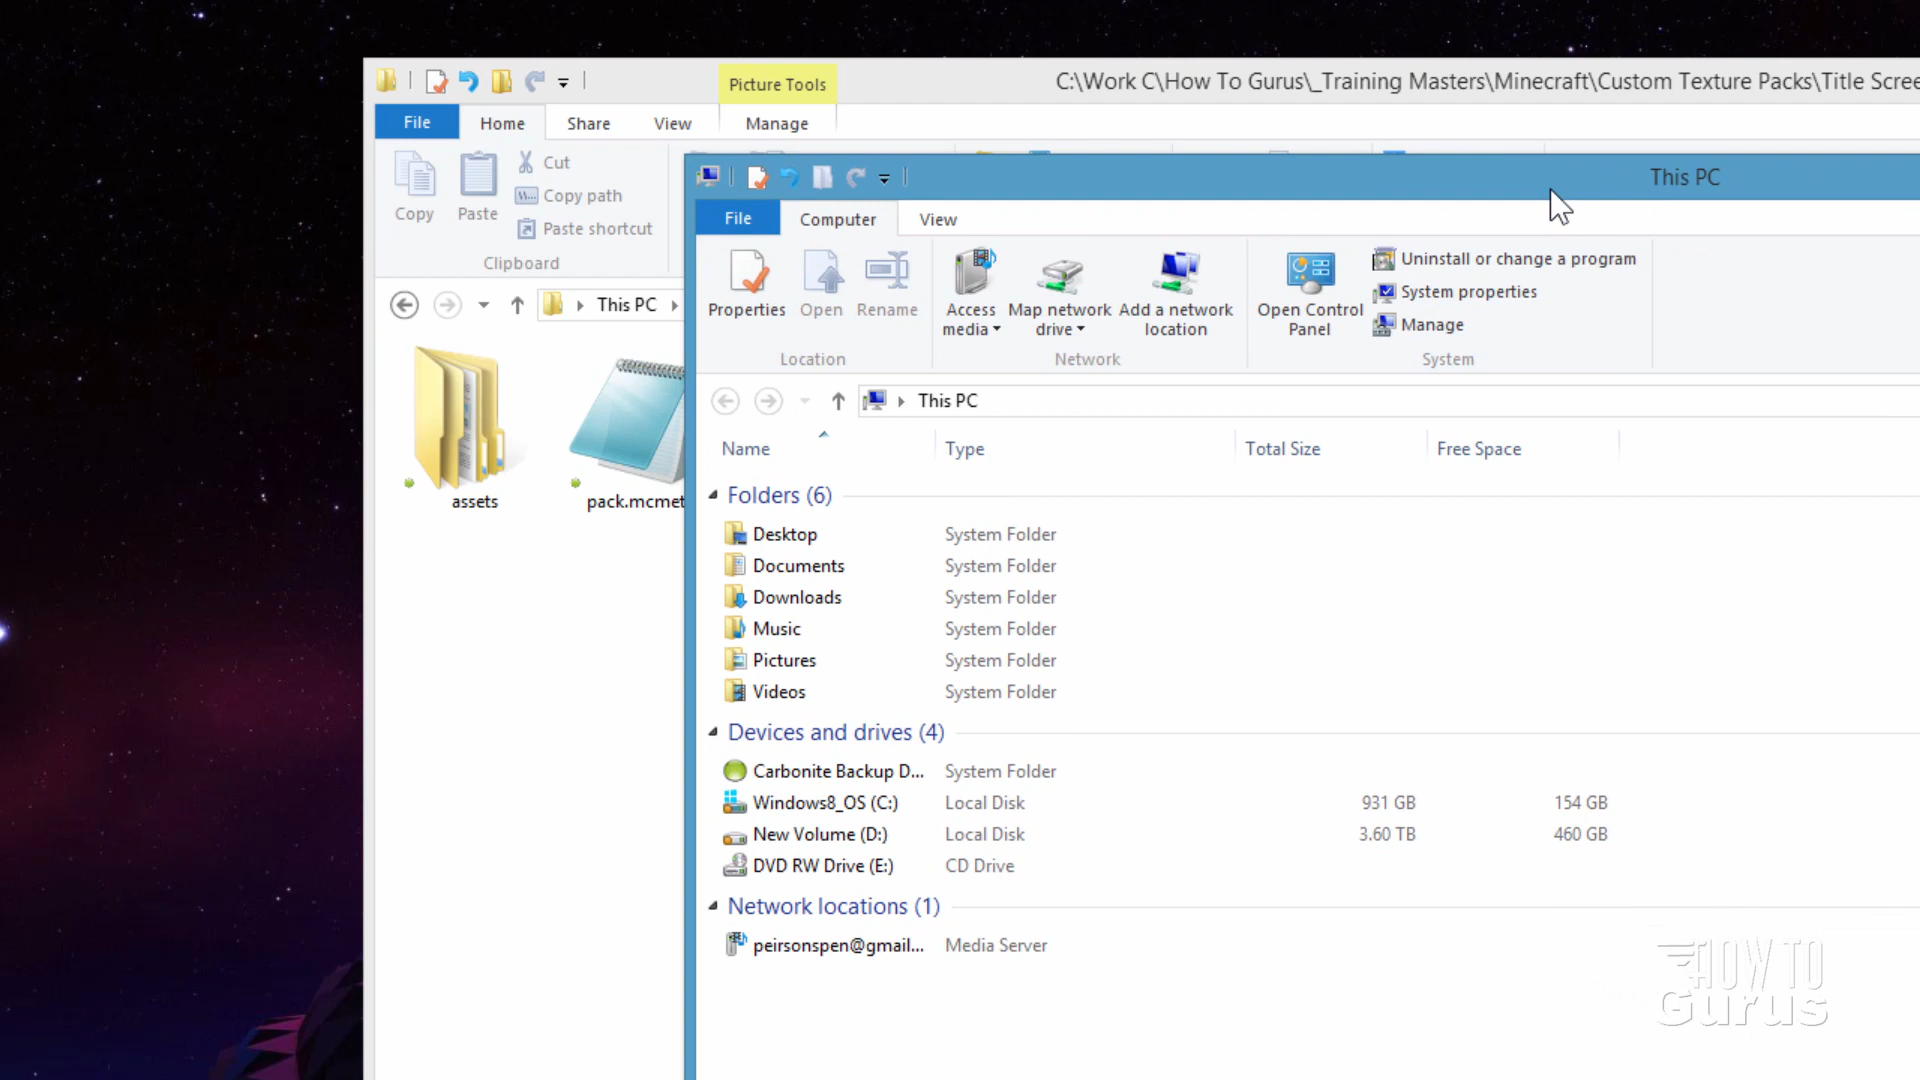 Picture Tools
C:\Work C\How To Gurus\_Training Masters\Minecraft\Custom Texture Packs\Title Scree
File Home Share View Manage
Copy
Paste
Cut
Copy path
Paste shortcut
Clipboard
This PC
assets
pack.mcmet
This PC
File Computer View
Properties
Open
Rename
Location
Access media
Map network drive
Add a network location
Network
Open Control Panel
Uninstall or change a program
System properties
Manage
System
This PC
Name Type Total Size Free Space
Folders (6)
Desktop System Folder
Documents System Folder
Downloads System Folder
Music System Folder
Pictures System Folder
Videos System Folder
Devices and drives (4)
Carbonite Backup D... System Folder
Windows8_OS (C:) Local Disk 931 GB 154 GB
New Volume (D:) Local Disk 3.60 TB 460 GB
DVD RW Drive (E:) CD Drive
Network locations (1)
peirsonspen@gmail... Media Server
HOW TO
Gurus